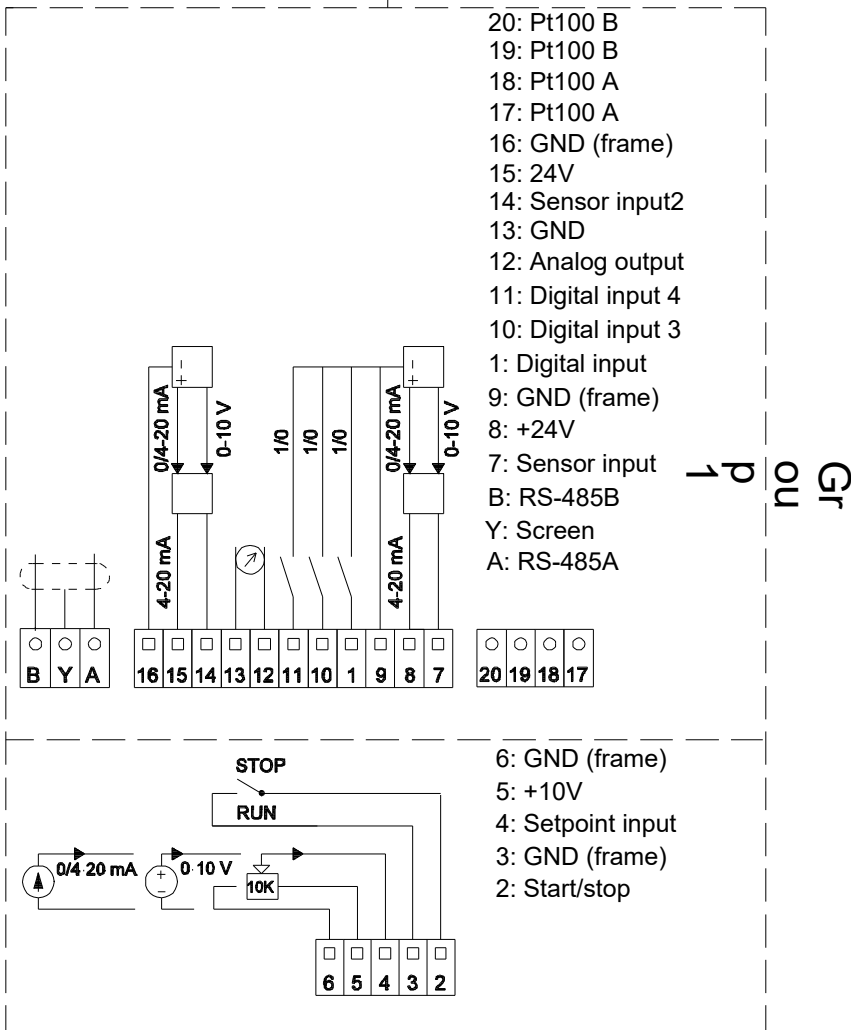 20: Pt100 B
19: Pt100 B
18: Pt100 A
17: Pt100 A
16: GND (frame)
15: 24V
14: Sensor input2
13: GND
12: Analog output
11: Digital input 4
10: Digital input 3
1: Digital input
9: GND (frame)
8: +24V
7: Sensor input
B: RS-485B
Y: Screen
A: RS-485A
Gr
ou
p
1
- +
0/4-20 mA
0-10 V
4-20 mA
1/0
1/0
1/0
- +
0/4-20 mA
0-10 V
4-20 mA
B Y A
16 15 14 13 12 11 10 1 9 8 7
20 19 18 17
6: GND (frame)
5: +10V
4: Setpoint input
3: GND (frame)
2: Start/stop
STOP
RUN
0/4-20 mA
+ −
0-10 V
10K
6 5 4 3 2